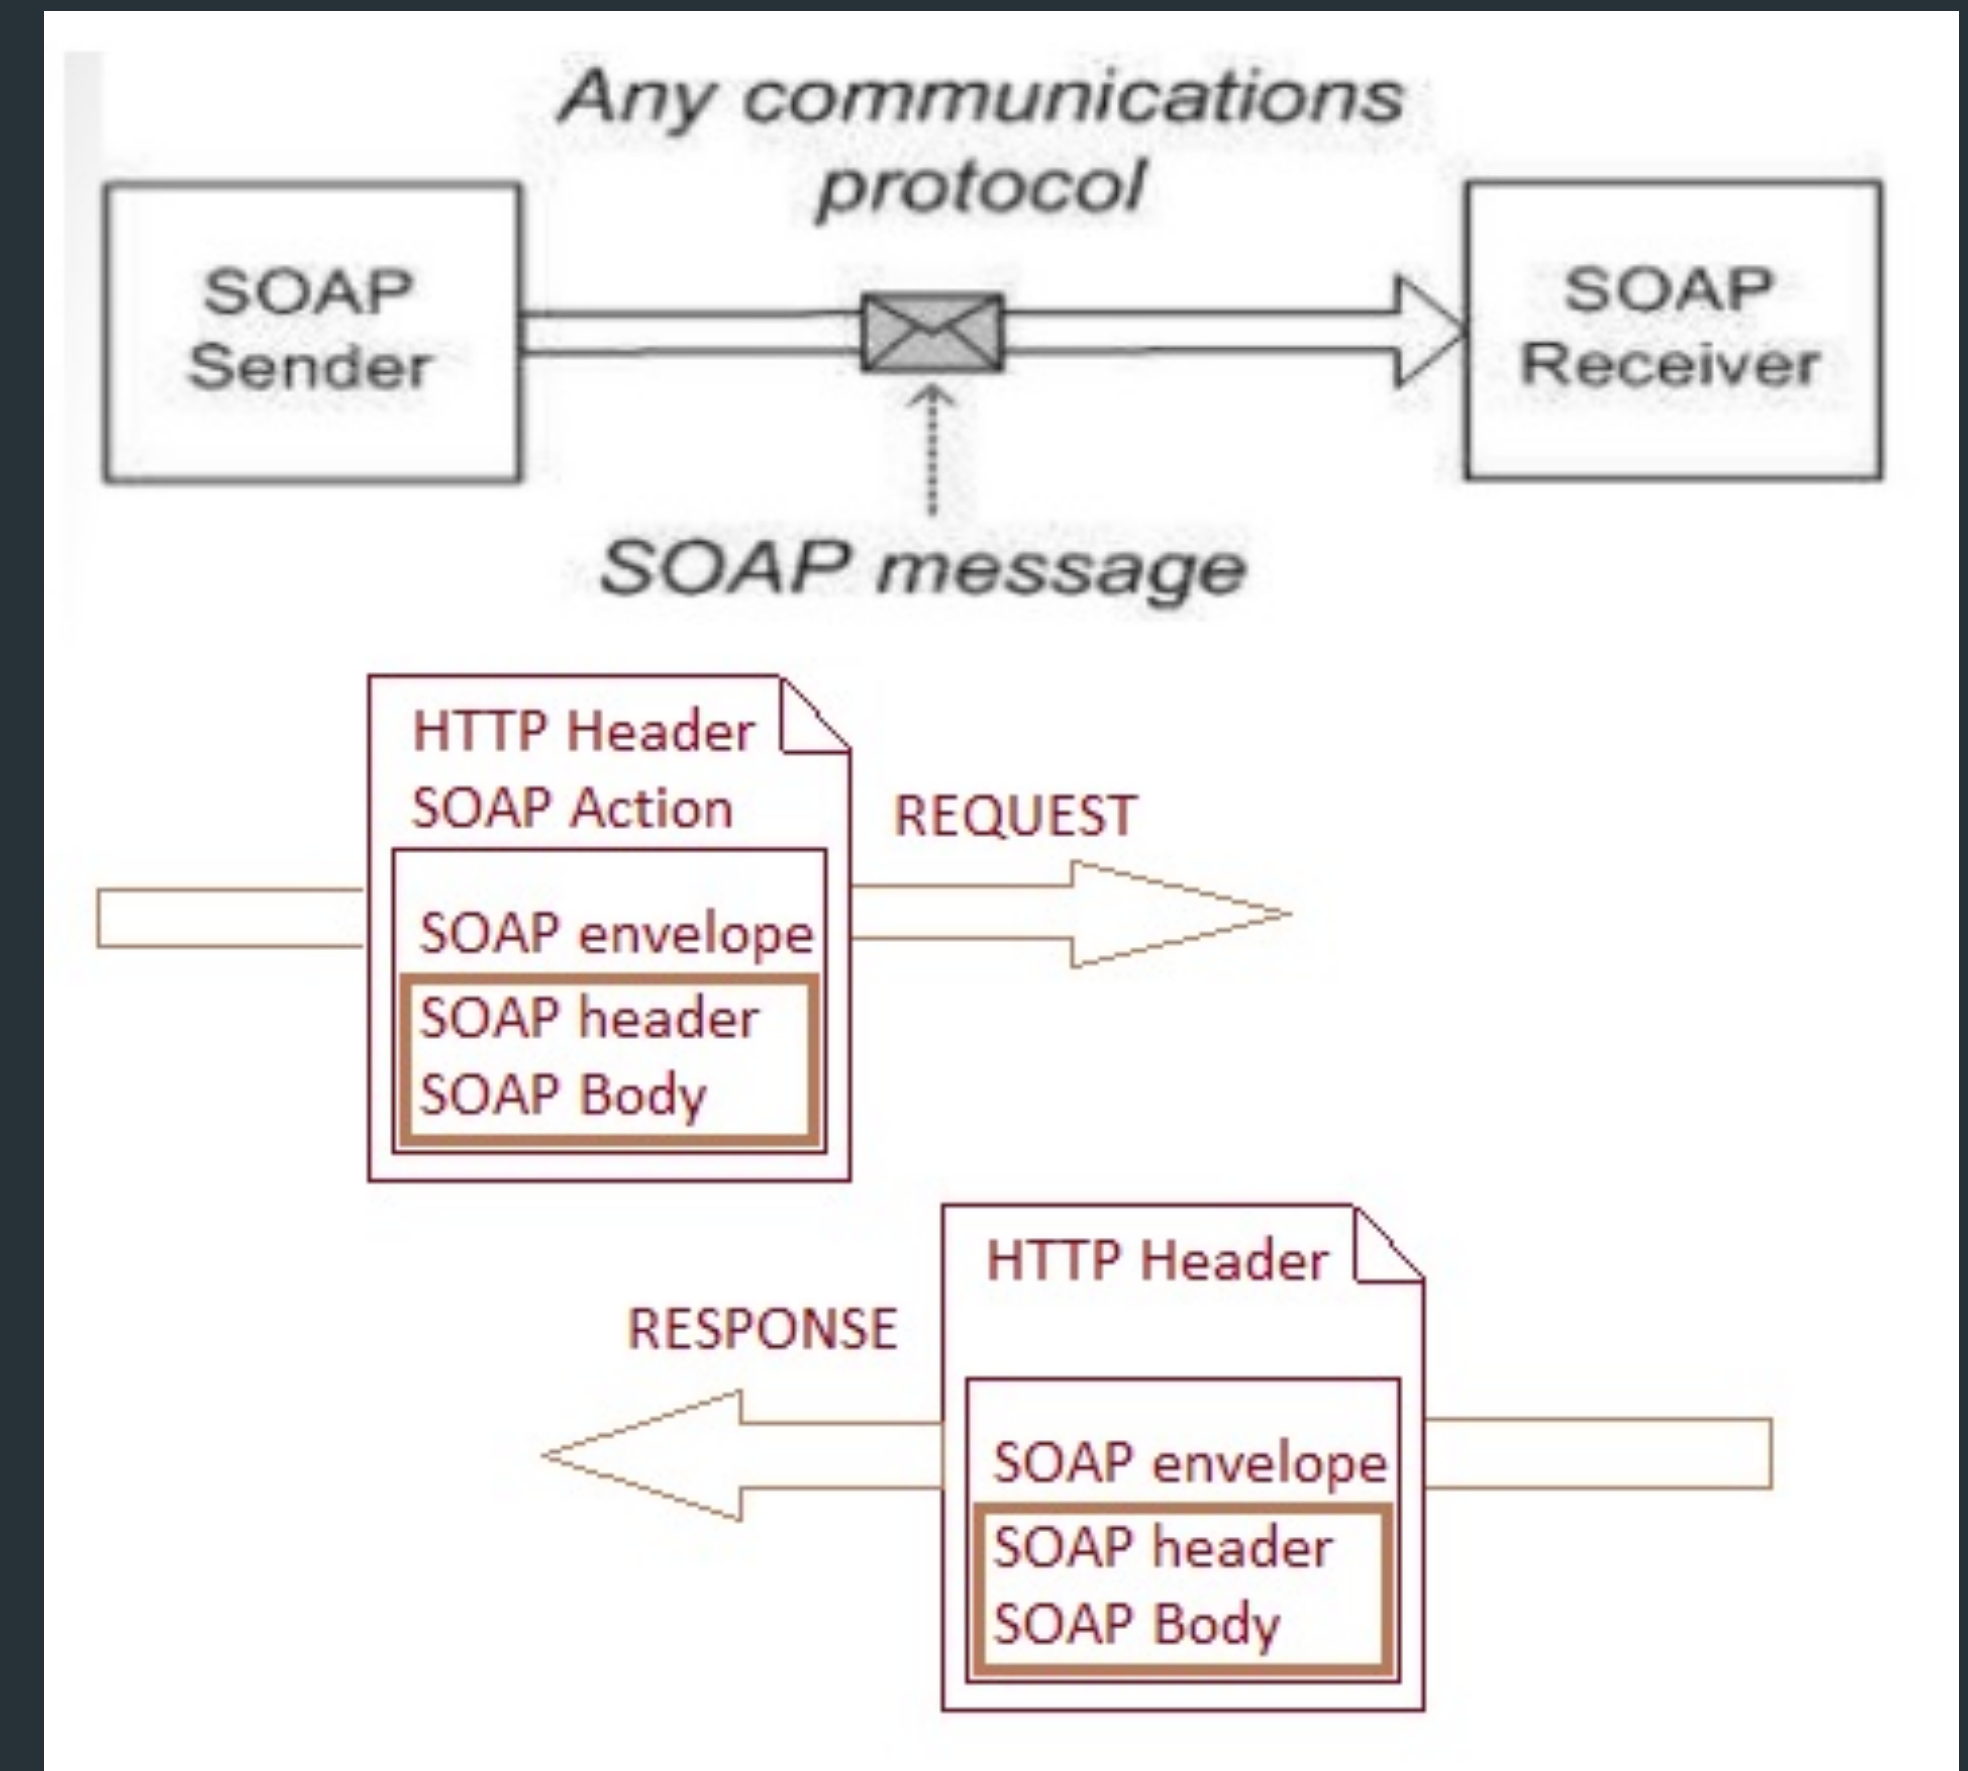 Any communications
protocol
SOAP
Sender
SOAP
Receiver
SOAP message
HTTP Header
SOAP Action
REQUEST
SOAP envelope
SOAP header
SOAP Body
HTTP Header
RESPONSE
SOAP envelope
SOAP header
SOAP Body